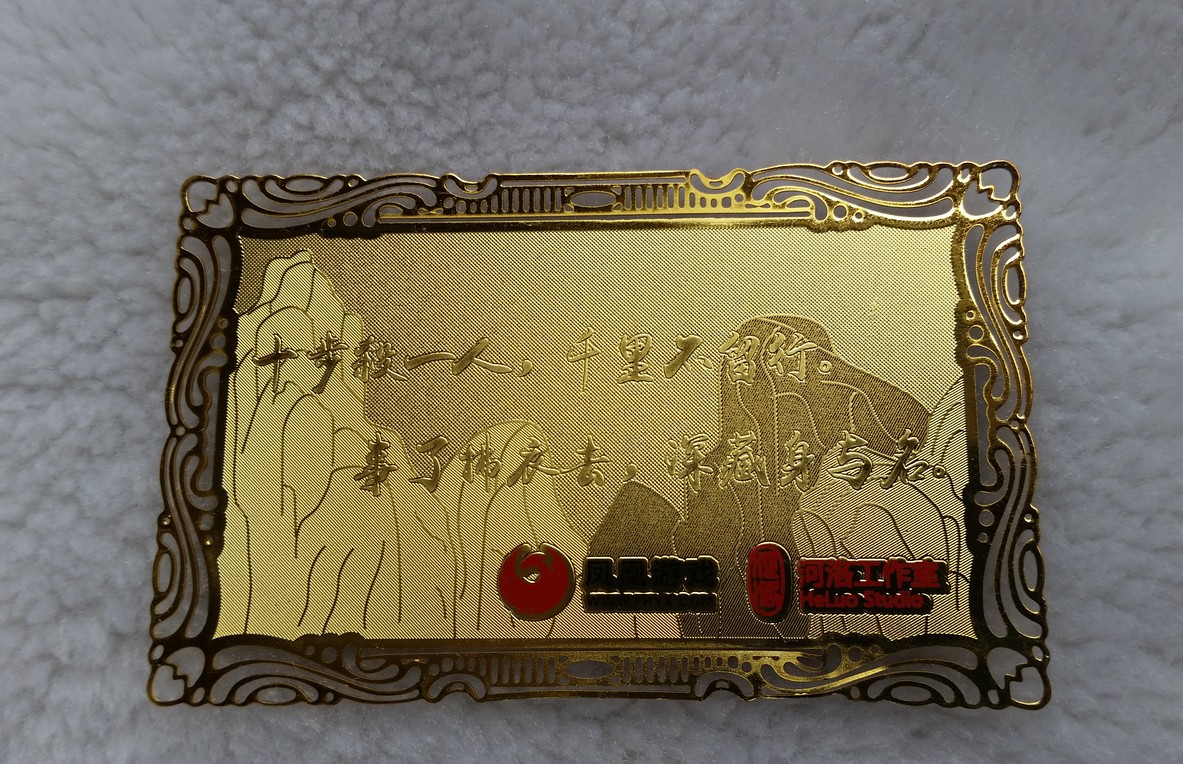 十步殺一人，千里不留行。
事了拂衣去，深藏身与名。
凤凰游戏
河洛工作室
HeLuo Studio